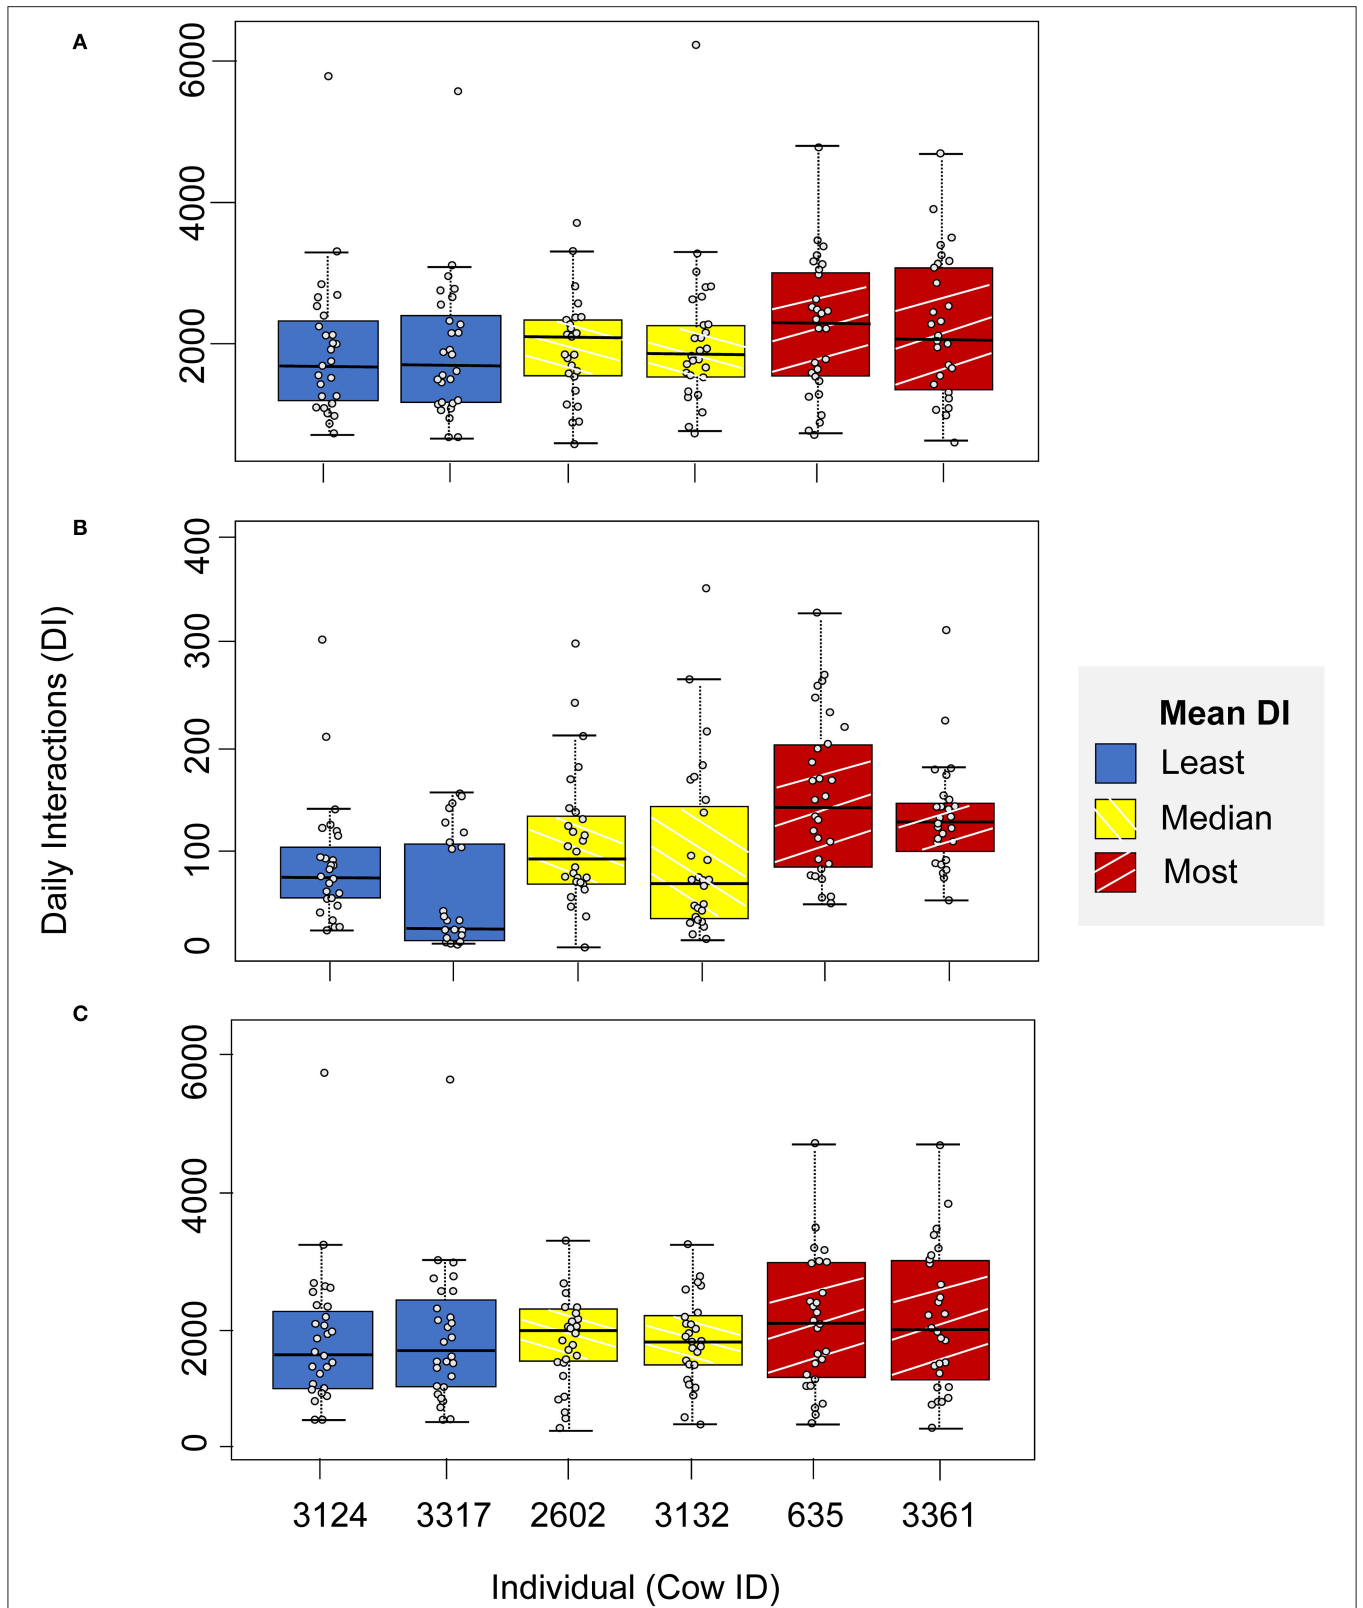 A
6000
4000
2000
B
400
300
200
100
0
Daily Interactions (DI)
Mean DI
Least
Median
Most
C
6000
4000
2000
0
3124 3317 2602 3132 635 3361
Individual (Cow ID)